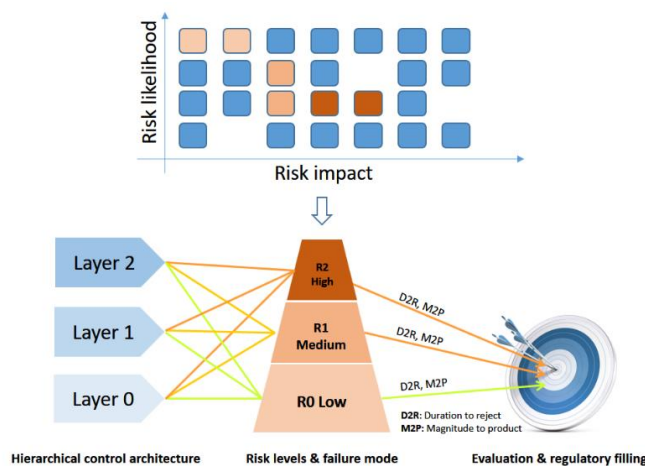 Risk likelihood
Risk impact
Layer 2
Layer 1
Layer 0
R2
High
R1
Medium
R0 Low
D2R, M2P
D2R, M2P
D2R, M2P
D2R: Duration to reject
M2P: Magnitude to product
Hierarchical control architecture
Risk levels & failure mode
Evaluation & regulatory filling